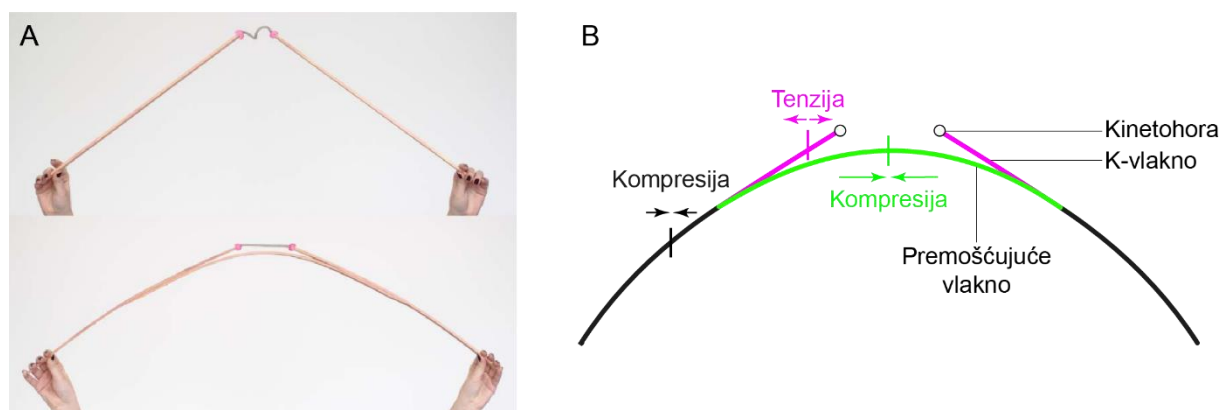 A
B
Tenzija
Kinetohora
K-vlakno
Kompresija
Kompresija
Premošćujuće
vlakno